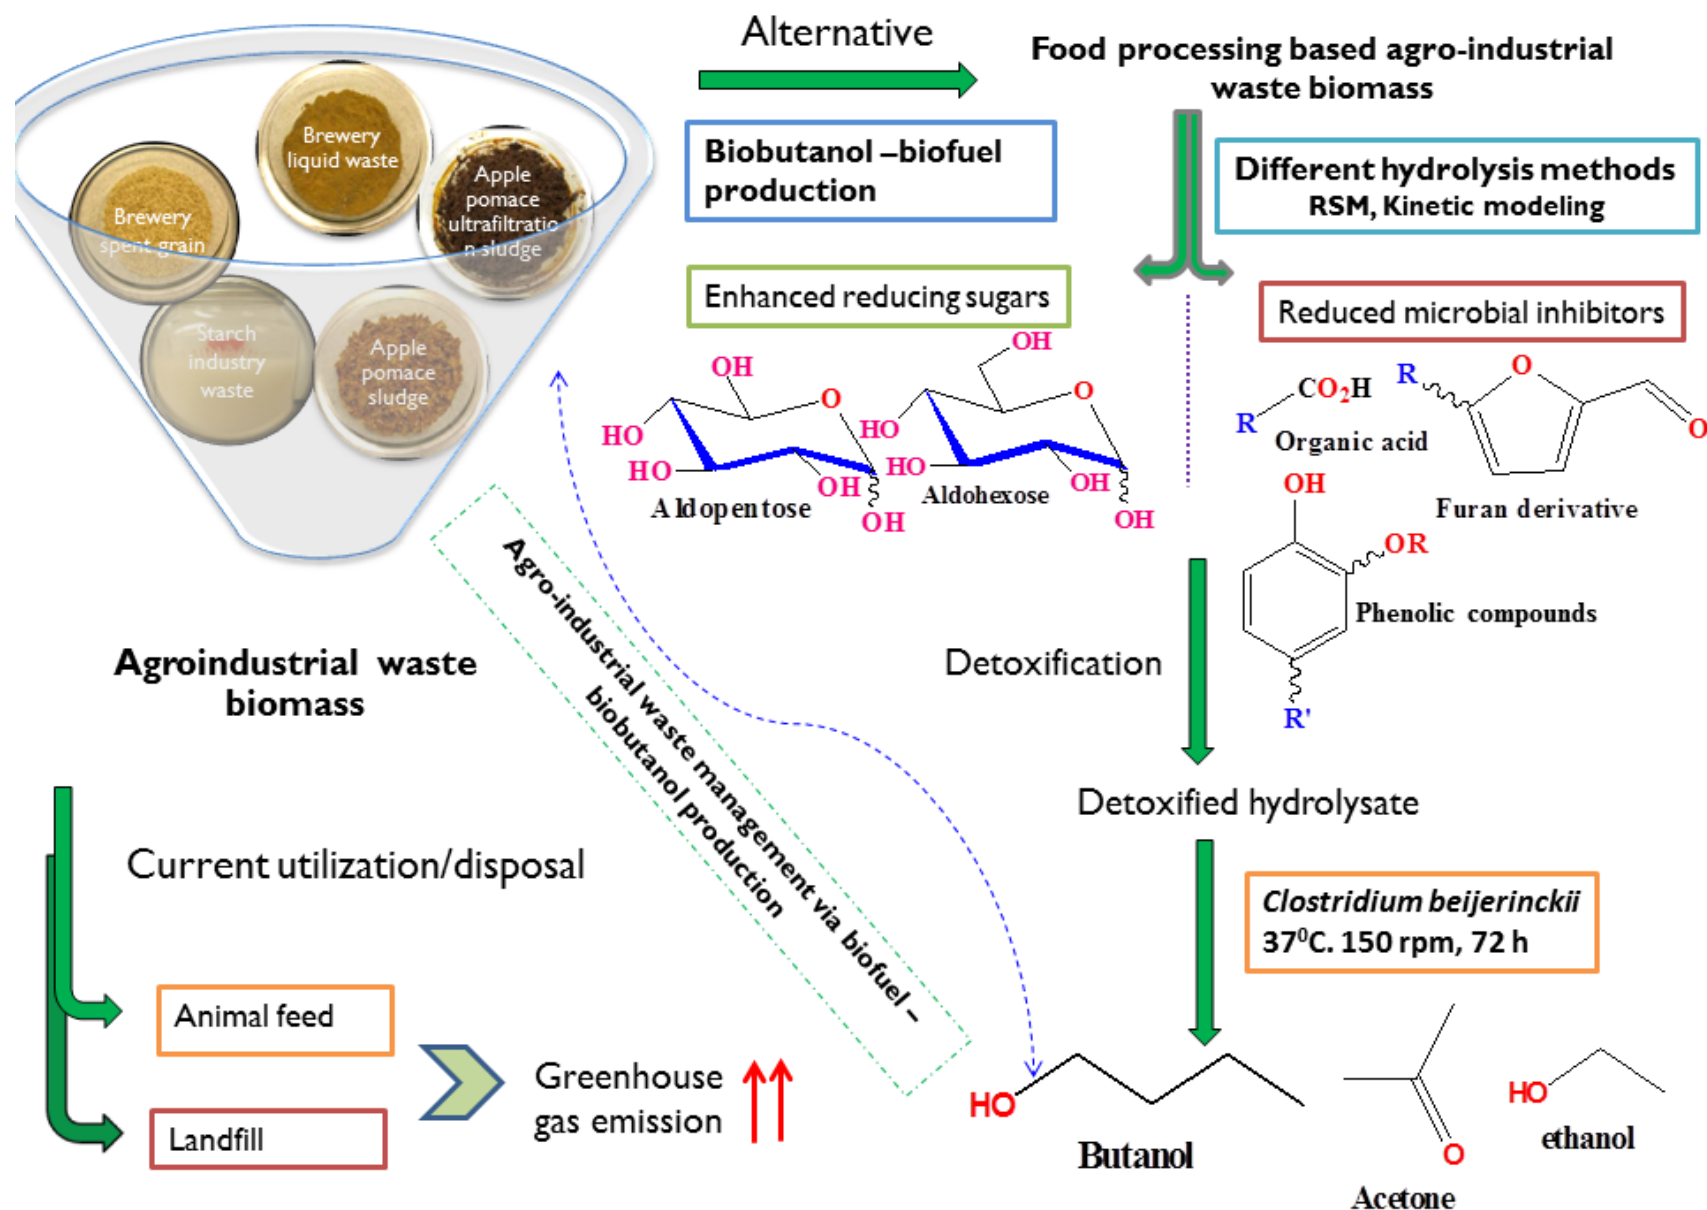 Alternative
Food processing based agro-industrial
waste biomass
Brewery
liquid waste
Apple
pomace
ultrafiltratio
n sludge
Brewery
spent grain
Starch
industry
waste
Apple
pomace
sludge
Biobutanol –biofuel
production
Different hydrolysis methods
RSM, Kinetic modeling
Enhanced reducing sugars
Reduced microbial inhibitors
OH
O
HO
HO
OH
OH
Aldopentose
OH
O
HO
HO
OH
OH
Aldohexose
CO₂H
R
Organic acid
R
O
O
Furan derivative
OH
OR
R'
Phenolic compounds
Agro-industrial waste management via biofuel –
biobutanol production
Agroindustrial waste
biomass
Detoxification
Detoxified hydrolysate
Current utilization/disposal
Clostridium beijerinckii
37⁰C. 150 rpm, 72 h
Animal feed
Landfill
Greenhouse
gas emission
HO
Butanol
O
Acetone
HO
ethanol